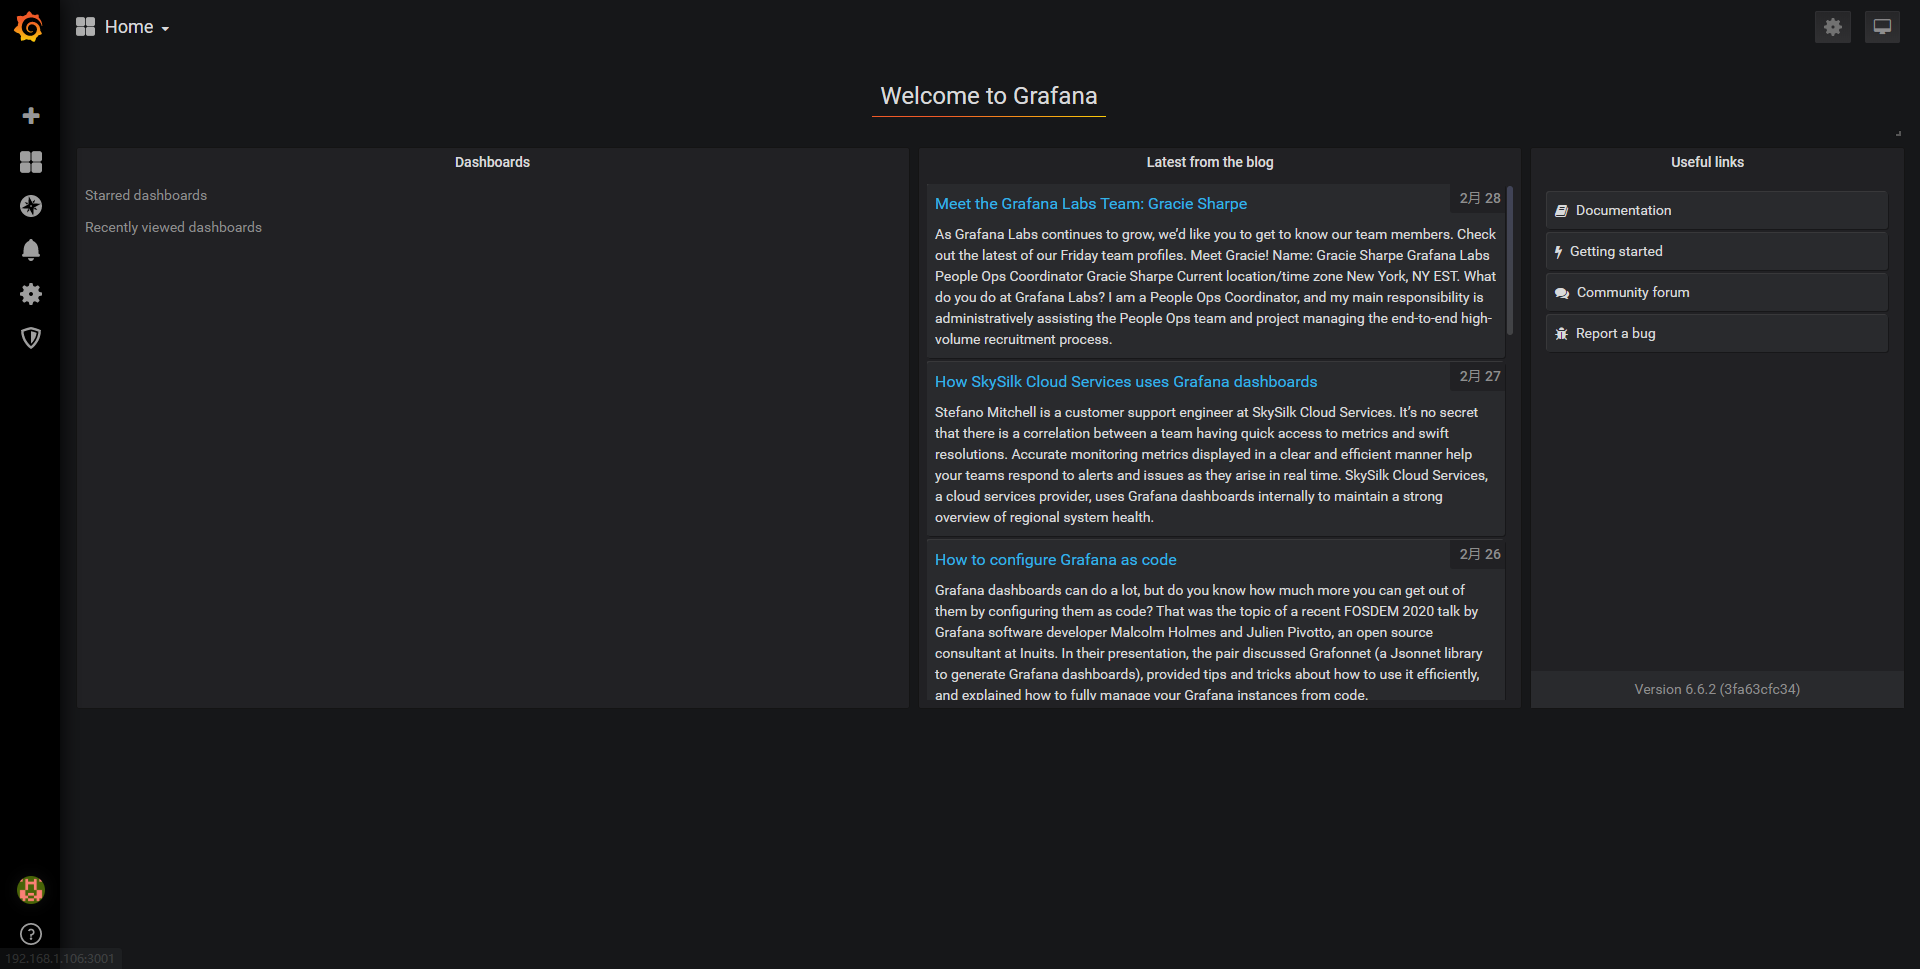 Home
Welcome to Grafana
Dashboards
Starred dashboards
Recently viewed dashboards
Latest from the blog
Meet the Grafana Labs Team: Gracie Sharpe
2月 28
As Grafana Labs continues to grow, we’d like you to get to know our team members. Check
out the latest of our Friday team profiles. Meet Gracie! Name: Gracie Sharpe Grafana Labs
People Ops Coordinator Gracie Sharpe Current location/time zone New York, NY EST. What
do you do at Grafana Labs? I am a People Ops Coordinator, and my main responsibility is
administratively assisting the People Ops team and project managing the end-to-end high-
volume recruitment process.
How SkySilk Cloud Services uses Grafana dashboards
2月 27
Stefano Mitchell is a customer support engineer at SkySilk Cloud Services. It’s no secret
that there is a correlation between a team having quick access to metrics and swift
resolutions. Accurate monitoring metrics displayed in a clear and efficient manner help
your teams respond to alerts and issues as they arise in real time. SkySilk Cloud Services,
a cloud services provider, uses Grafana dashboards internally to maintain a strong
overview of regional system health.
How to configure Grafana as code
2月 26
Grafana dashboards can do a lot, but do you know how much more you can get out of
them by configuring them as code? That was the topic of a recent FOSDEM 2020 talk by
Grafana software developer Malcolm Holmes and Julien Pivotto, an open source
consultant at Inuits. In their presentation, the pair discussed Grafonnet (a Jsonnet library
to generate Grafana dashboards), provided tips and tricks about how to use it efficiently,
and explained how to fully manage your Grafana instances from code.
Useful links
Documentation
Getting started
Community forum
Report a bug
Version 6.6.2 (3fa63cfc34)
192.168.1.106:3001